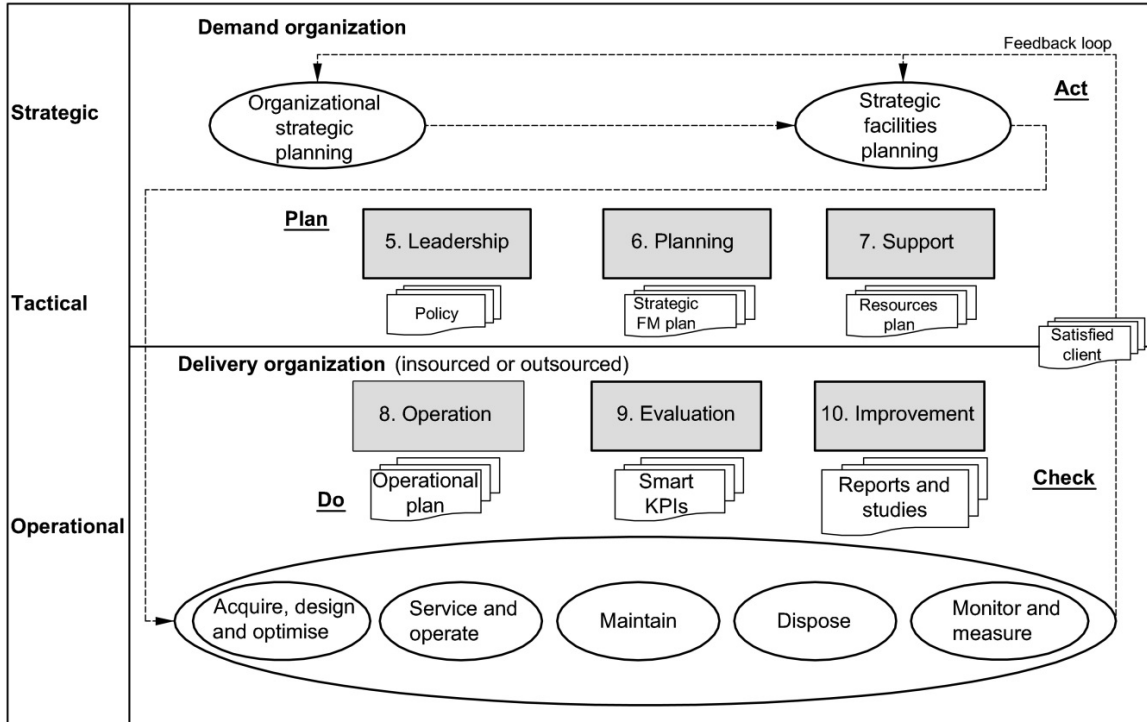 Demand organization
Feedback loop
Act
Strategic
Organizational
strategic
planning
Strategic
facilities
planning
Plan
5. Leadership
6. Planning
7. Support
Tactical
Policy
Strategic
FM plan
Resources
plan
Satisfied
client
Delivery organization (insourced or outsourced)
8. Operation
9. Evaluation
10. Improvement
Operational
Do
Operational
plan
Smart
KPIs
Reports and
studies
Check
Acquire, design
and optimise
Service and
operate
Maintain
Dispose
Monitor and
measure